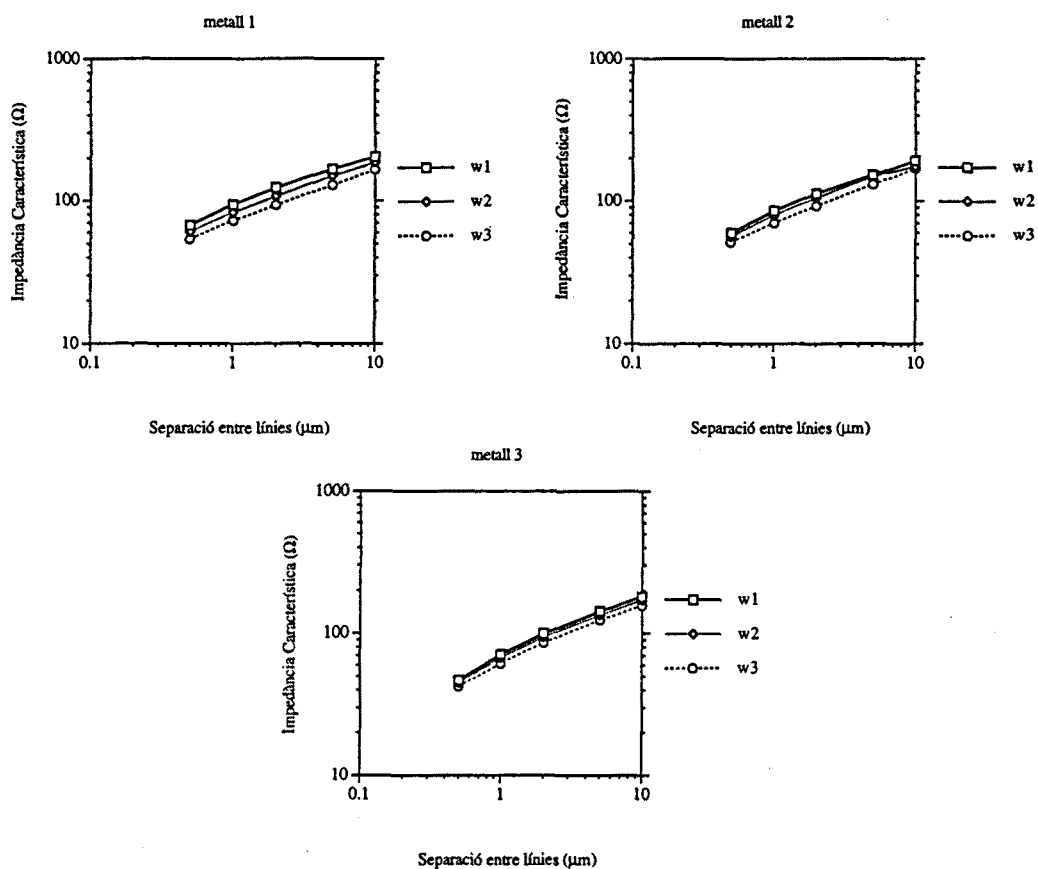 metall 1
1000
100
10
0.1
1
10
Impedància Característica (Ω)
Separació entre línies (µm)
w1
w2
w3
metall 2
1000
100
10
0.1
1
10
Impedància Característica (Ω)
Separació entre línies (µm)
w1
w2
w3
metall 3
1000
100
10
0.1
1
10
Impedància Característica (Ω)
Separació entre línies (µm)
w1
w2
w3